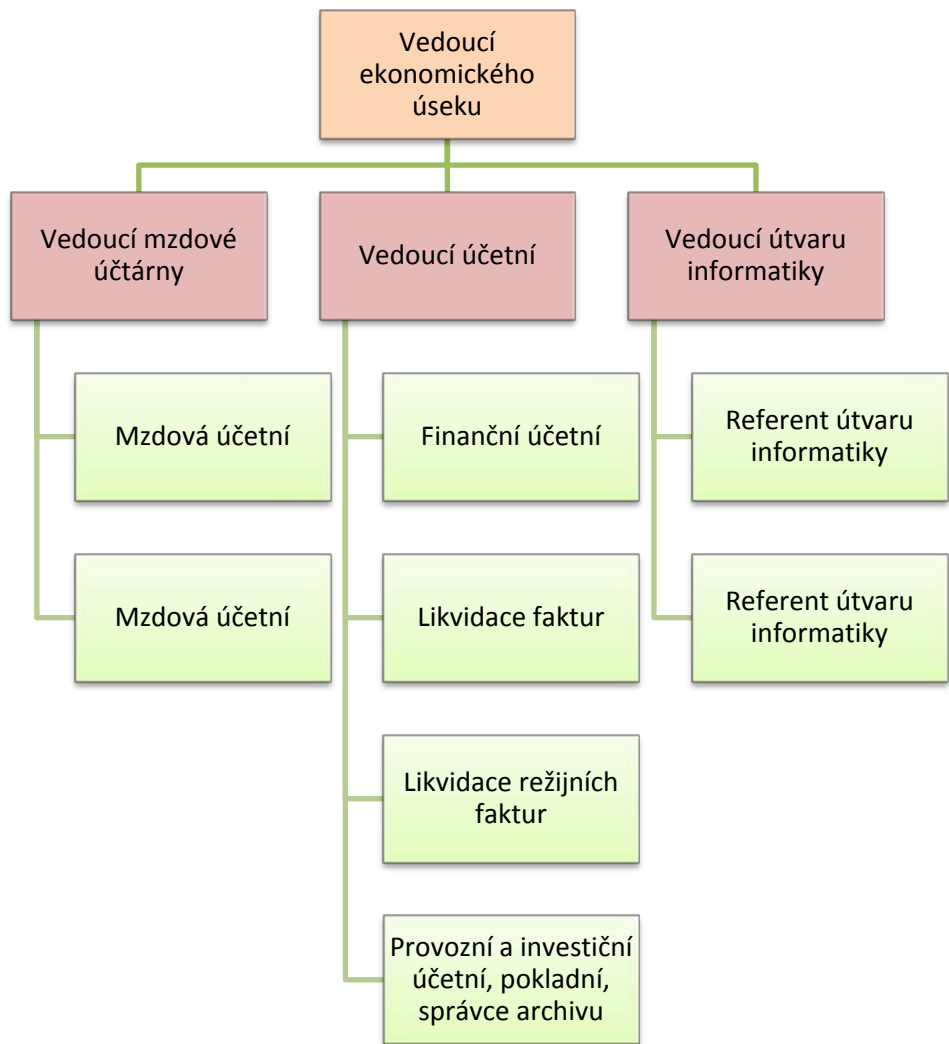 Vedoucí
ekonomického
úseku
Vedoucí mzdové
účtárny
Vedoucí účetní
Vedoucí útvaru
informatiky
Mzdová účetní
Finanční účetní
Referent útvaru
informatiky
Mzdová účetní
Likvidace faktur
Referent útvaru
informatiky
Likvidace režijních
faktur
Provozní a investiční
účetní, pokladní,
správce archivu